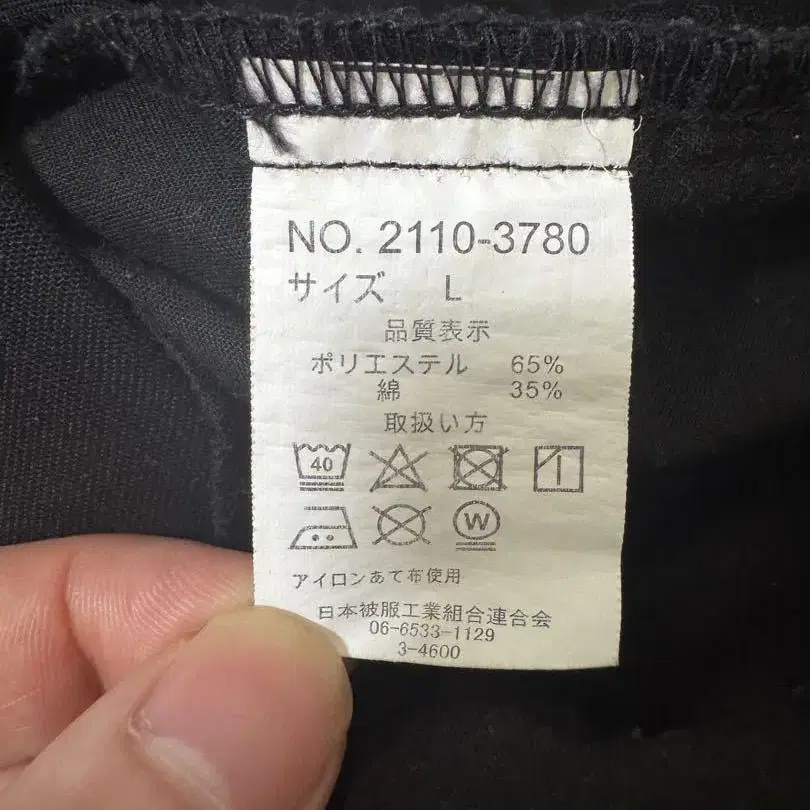 NO. 2110-3780
サイズ L
品質表示
ポリエステル 65%
綿 35%
取扱い方
40
W
アイロンあて布使用
日本被服工業組合連合会
06-6533-1129
3-4600